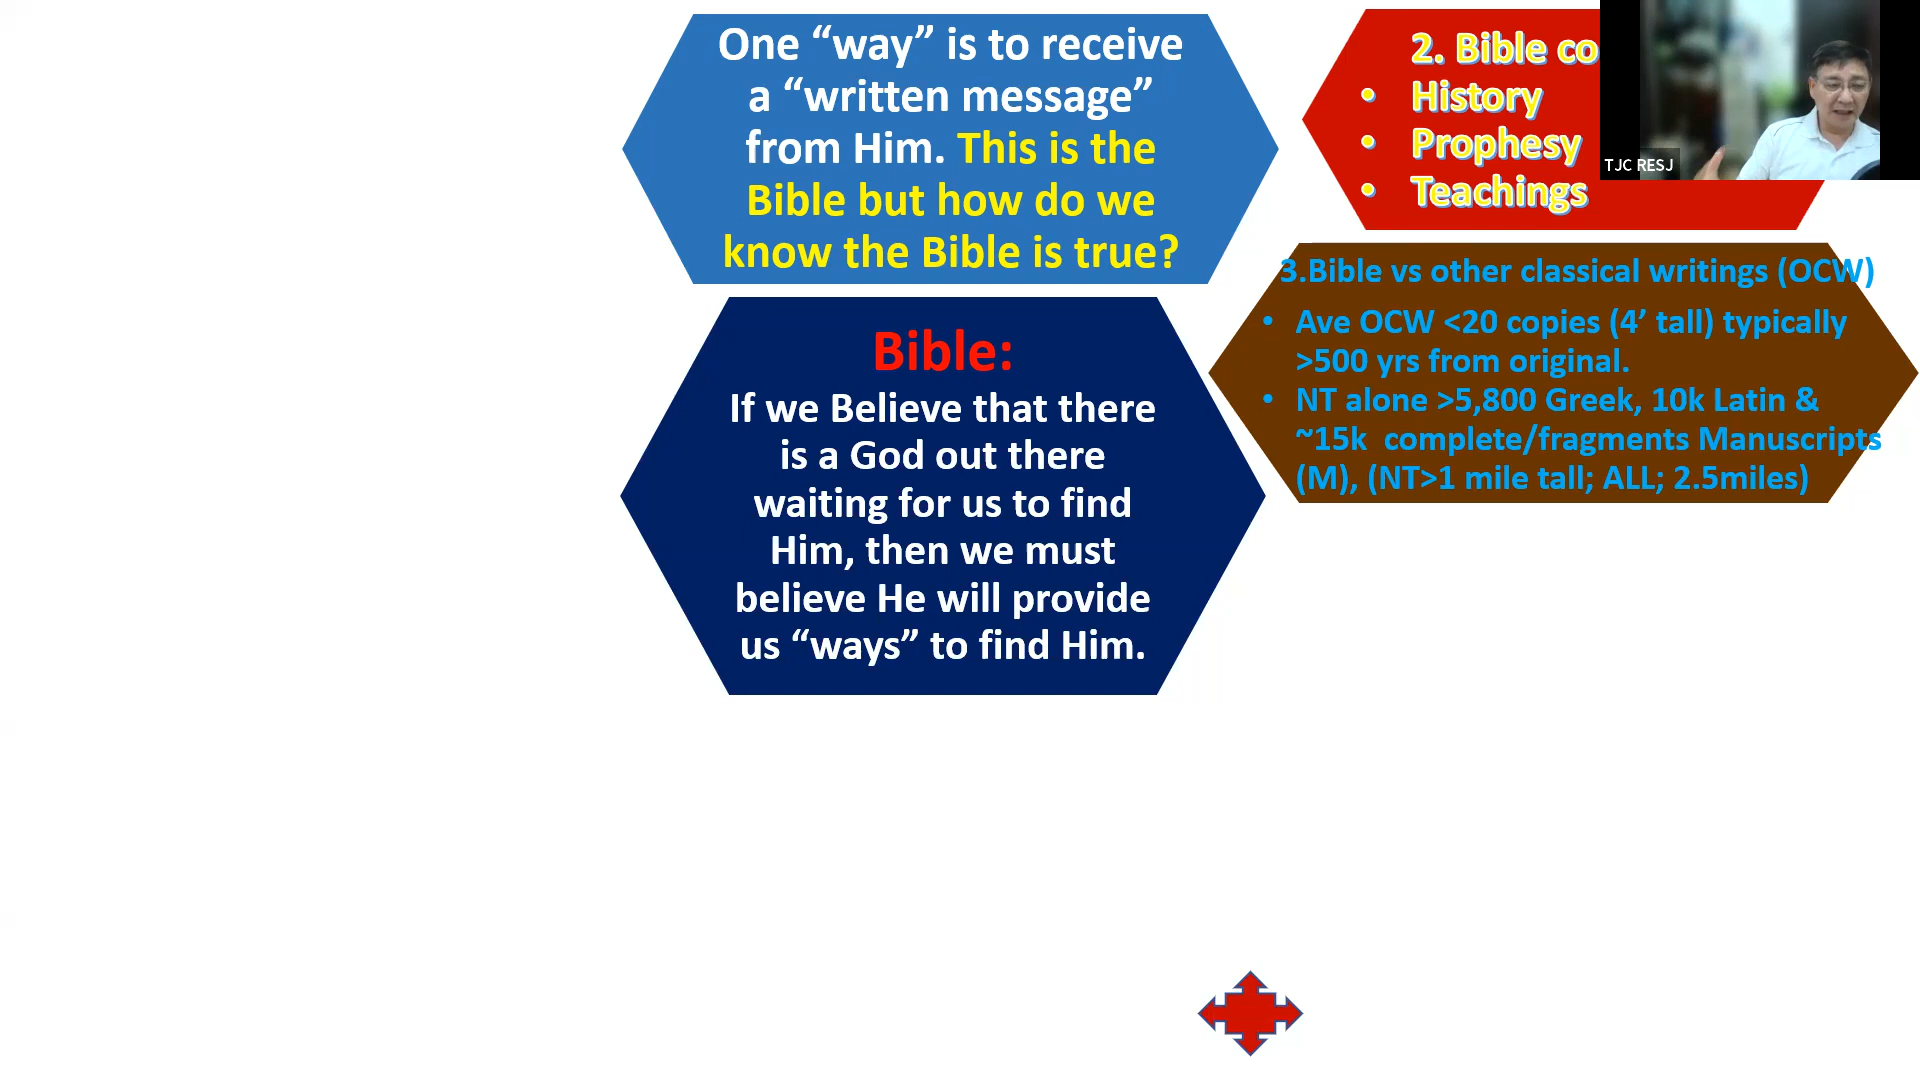 One “way” is to receive
a “written message”
from Him. This is the
Bible but how do we
know the Bible is true?
Bible:
If we Believe that there
is a God out there
waiting for us to find
Him, then we must
believe He will provide
us “ways” to find Him.
2. Bible
• History
• Prophesy
• Teachings
TJC RESJ
3.Bible vs other classical writings (OCW)
• Ave OCW <20 copies (4’ tall) typically
>500 yrs from original.
• NT alone >5,800 Greek, 10k Latin &
~15k complete/fragments Manuscripts
(M), (NT>1 mile tall; ALL; 2.5miles)